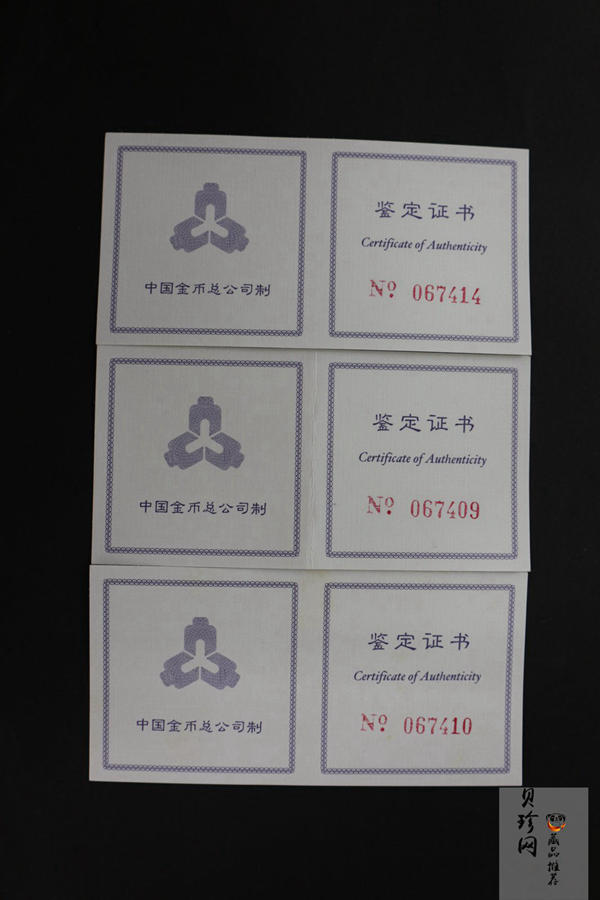 鉴定证书
Certificate of Authenticity
中国金币总公司制
Nº 067414
鉴定证书
Certificate of Authenticity
中国金币总公司制
Nº 067409
鉴定证书
Certificate of Authenticity
中国金币总公司制
Nº 067410
贝珍网
藏品推荐